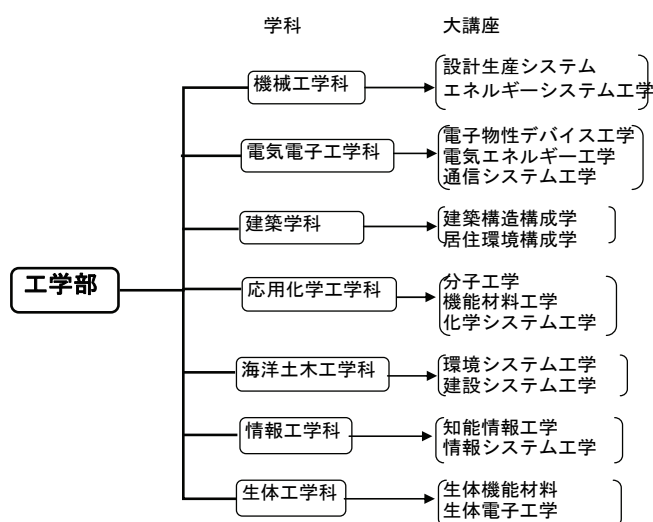 学科
大講座
機械工学科
設計生産システム
エネルギーシステム工学
電気電子工学科
電子物性デバイス工学
電気エネルギー工学
通信システム工学
建築学科
建築構造構成学
居住環境構成学
工学部
応用化学工学科
分子工学
機能材料工学
化学システム工学
海洋土木工学科
環境システム工学
建設システム工学
情報工学科
知能情報工学
情報システム工学
生体工学科
生体機能材料
生体電子工学